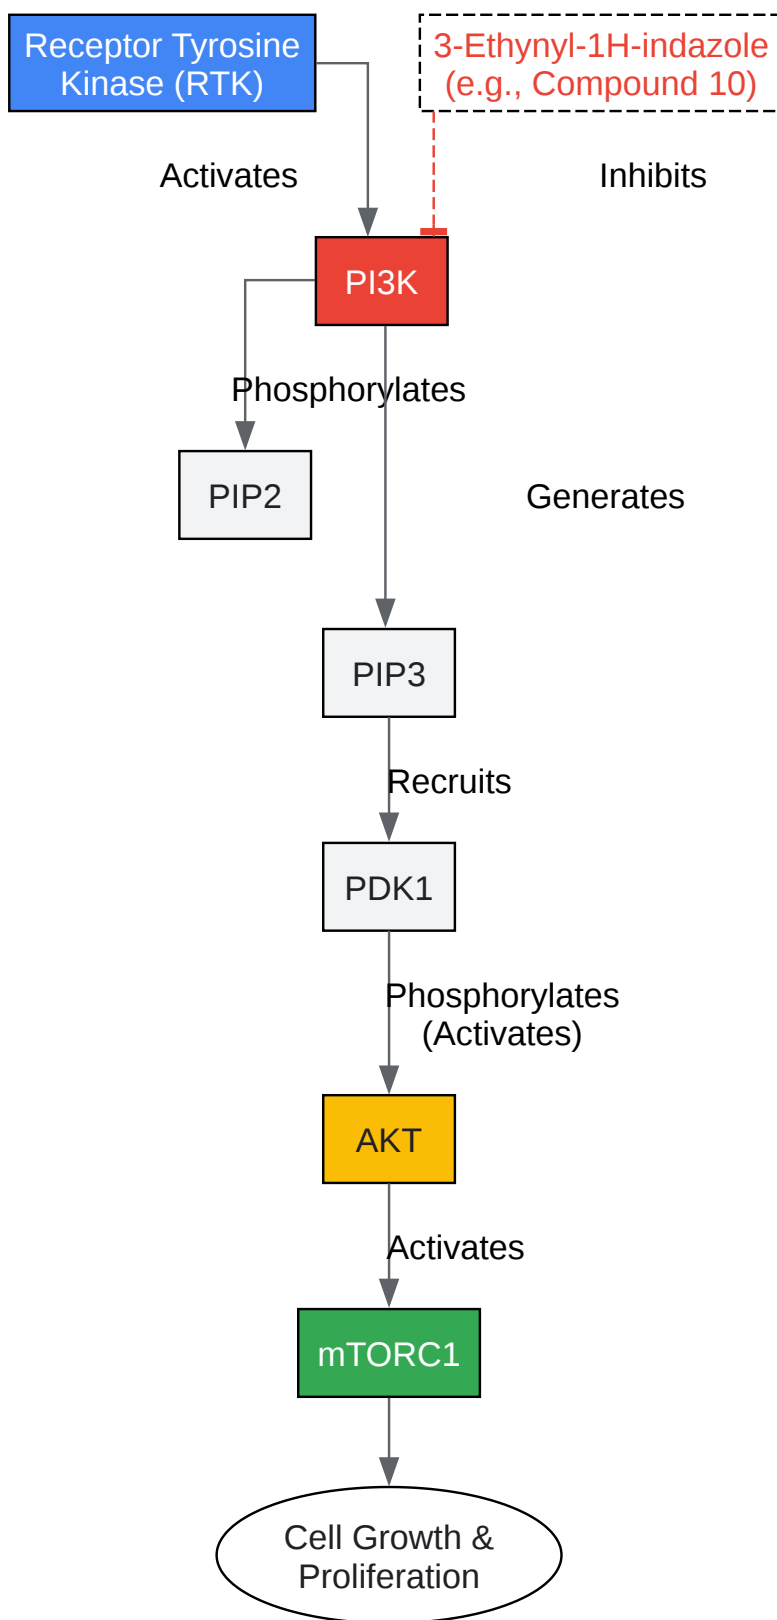 Receptor Tyrosine
Kinase (RTK)
3-Ethynyl-1H-indazole
(e.g., Compound 10)
Activates
Inhibits
PI3K
Phosphorylates
PIP2
Generates
PIP3
Recruits
PDK1
Phosphorylates
(Activates)
AKT
Activates
mTORC1
Cell Growth &
Proliferation